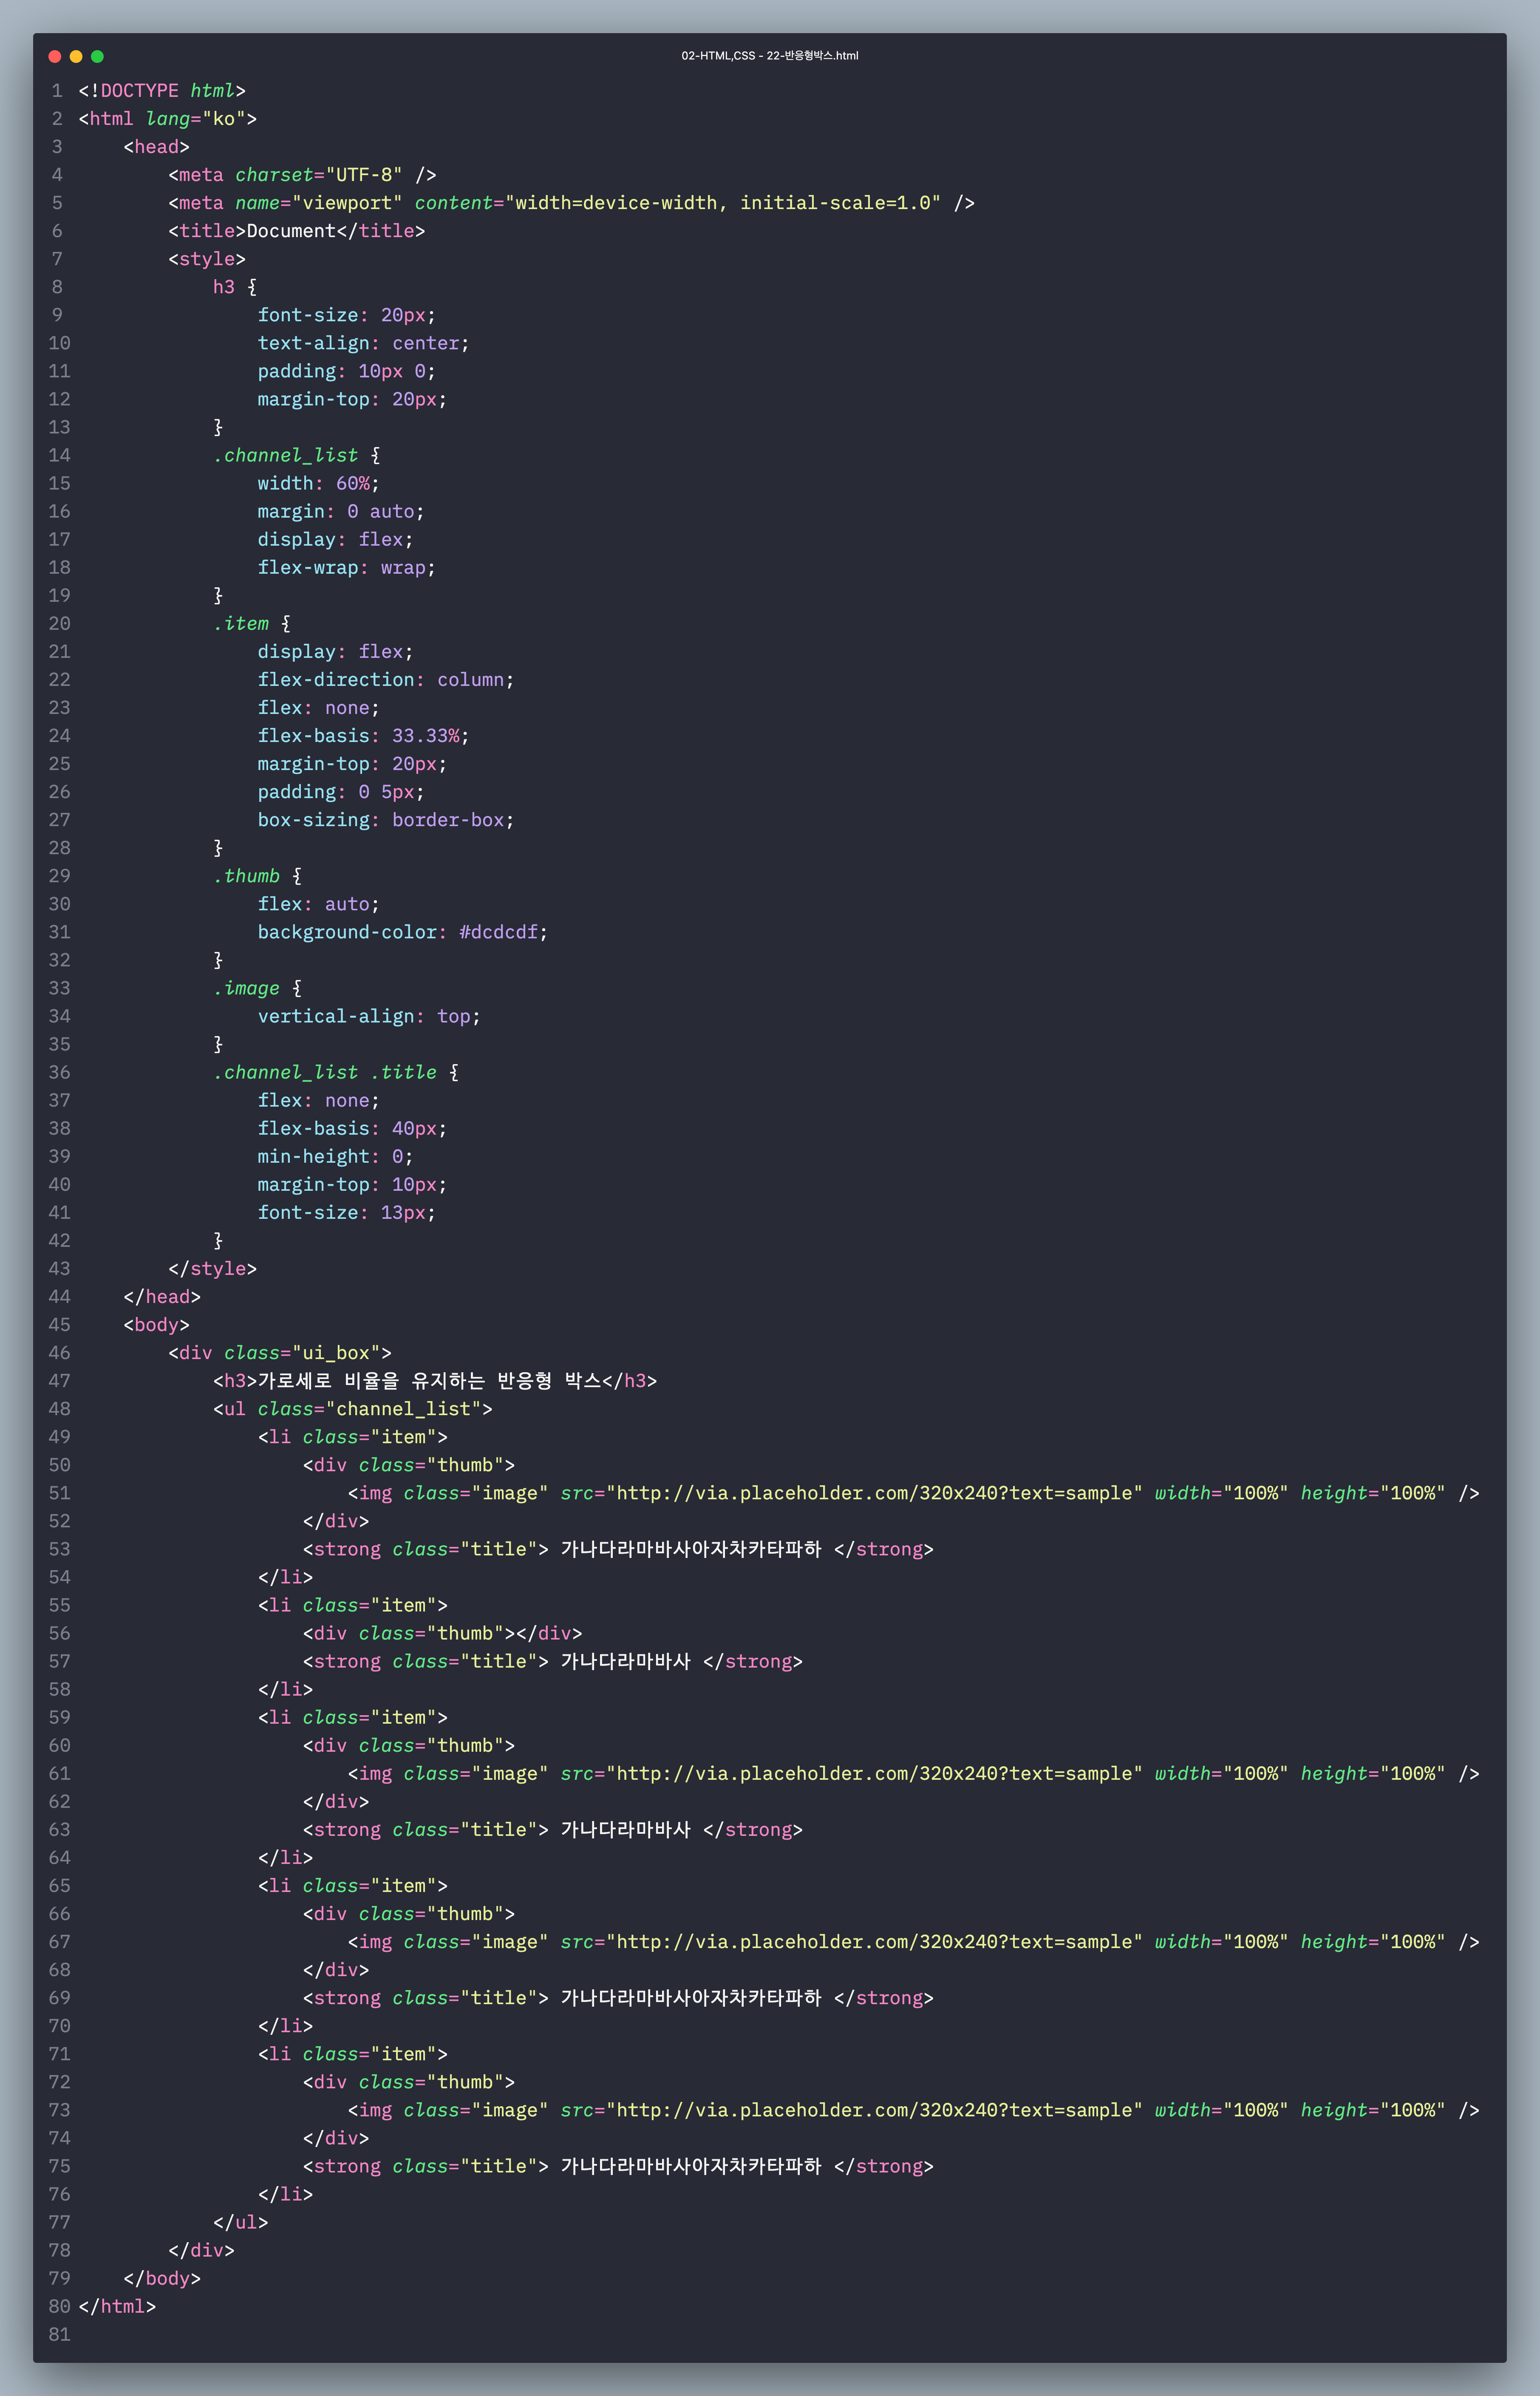 02-HTML,CSS - 22-반응형박스.html
1 <!DOCTYPE html>
2 <html lang="ko">
3     <head>
4         <meta charset="UTF-8" />
5         <meta name="viewport" content="width=device-width, initial-scale=1.0" />
6         <title>Document</title>
7         <style>
8             h3 {
9                 font-size: 20px;
10                 text-align: center;
11                 padding: 10px 0;
12                 margin-top: 20px;
13             }
14             .channel_list {
15                 width: 60%;
16                 margin: 0 auto;
17                 display: flex;
18                 flex-wrap: wrap;
19             }
20             .item {
21                 display: flex;
22                 flex-direction: column;
23                 flex: none;
24                 flex-basis: 33.33%;
25                 margin-top: 20px;
26                 padding: 0 5px;
27                 box-sizing: border-box;
28             }
29             .thumb {
30                 flex: auto;
31                 background-color: #dcdcdf;
32             }
33             .image {
34                 vertical-align: top;
35             }
36             .channel_list .title {
37                 flex: none;
38                 flex-basis: 40px;
39                 min-height: 0;
40                 margin-top: 10px;
41                 font-size: 13px;
42             }
43         </style>
44     </head>
45     <body>
46         <div class="ui_box">
47             <h3>가로세로 비율을 유지하는 반응형 박스</h3>
48             <ul class="channel_list">
49                 <li class="item">
50                     <div class="thumb">
51                         <img class="image" src="http://via.placeholder.com/320x240?text=sample" width="100%" height="100%" />
52                     </div>
53                     <strong class="title"> 가나다라마바사아자차카타파하 </strong>
54                 </li>
55                 <li class="item">
56                     <div class="thumb"></div>
57                     <strong class="title"> 가나다라마바사 </strong>
58                 </li>
59                 <li class="item">
60                     <div class="thumb">
61                         <img class="image" src="http://via.placeholder.com/320x240?text=sample" width="100%" height="100%" />
62                     </div>
63                     <strong class="title"> 가나다라마바사 </strong>
64                 </li>
65                 <li class="item">
66                     <div class="thumb">
67                         <img class="image" src="http://via.placeholder.com/320x240?text=sample" width="100%" height="100%" />
68                     </div>
69                     <strong class="title"> 가나다라마바사아자차카타파하 </strong>
70                 </li>
71                 <li class="item">
72                     <div class="thumb">
73                         <img class="image" src="http://via.placeholder.com/320x240?text=sample" width="100%" height="100%" />
74                     </div>
75                     <strong class="title"> 가나다라마바사아자차카타파하 </strong>
76                 </li>
77             </ul>
78         </div>
79     </body>
80 </html>
81